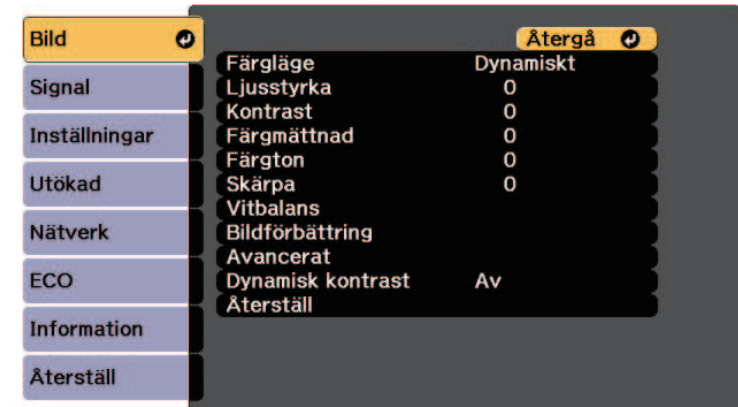 Bild
Signal
Inställningar
Utökad
Nätverk
ECO
Information
Återställ
Återgå
Färgläge Dynamiskt
Ljusstyrka 0
Kontrast 0
Färgmättnad 0
Färgton 0
Skärpa 0
Vitbalans
Bildförbättring
Avancerat
Dynamisk kontrast Av
Återställ